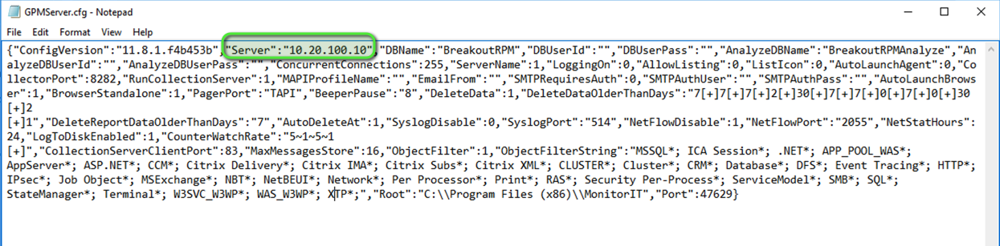 GPMServer.cfg - Notepad
File Edit Format View Help
{"ConfigVersion":"11.8.1.f4b453b","Server":"10.20.100.10","DBName":"BreakoutRPM","DBUserId":"","DBUserPass":"","AnalyzeDBName":"BreakoutRPMAnalyze","An
alyzeDBUserId":"","AnalyzeDBUserPass":"","ConcurrentConnections":255,"ServerName":1,"LoggingOn":0,"AllowListing":0,"ListIcon":0,"AutoLaunchAgent":0,"Co
llectorPort":8282,"RunCollectionServer":1,"MAPIProfileName":"","EmailFrom":"","SMTPRequiresAuth":0,"SMTPAuthUser":"","SMTPAuthPass":"","AutoLaunchBrows
er":1,"BrowserStandalone":1,"PagerPort":"TAPI","BeeperPause":"8","DeleteData":1,"DeleteDataOlderThanDays":"7[+]7[+]7[+]2[+]30[+]7[+]7[+]0[+]7[+]0[+]30
[+]2
[+]1","DeleteReportDataOlderThanDays":"7","AutoDeleteAt":1,"SyslogDisable":0,"SyslogPort":"514","NetFlowDisable":1,"NetFlowPort":"2055","NetStatHours":
24,"LogToDiskEnabled":1,"CounterWatchRate":"5~1~5~1
[+]","CollectionServerClientPort":83,"MaxMessagesStore":16,"ObjectFilter":1,"ObjectFilterString":"MSSQL*; ICA Session*; .NET*; APP_POOL_WAS*;
AppServer*; ASP.NET*; CCM*; Citrix Delivery*; Citrix IMA*; Citrix Subs*; Citrix XML*; CLUSTER*; Cluster*; CRM*; Database*; DFS*; Event Tracing*; HTTP*;
IPsec*; Job Object*; MSExchange*; NBT*; NetBEUI*; Network*; Per Processor*; Print*; RAS*; Security Per-Process*; ServiceModel*; SMB*; SQL*;
StateManager*; Terminal*; W3SVC_W3WP*; WAS_W3WP*; XTP*;","Root":"C:\\Program Files (x86)\\MonitorIT","Port":47629}